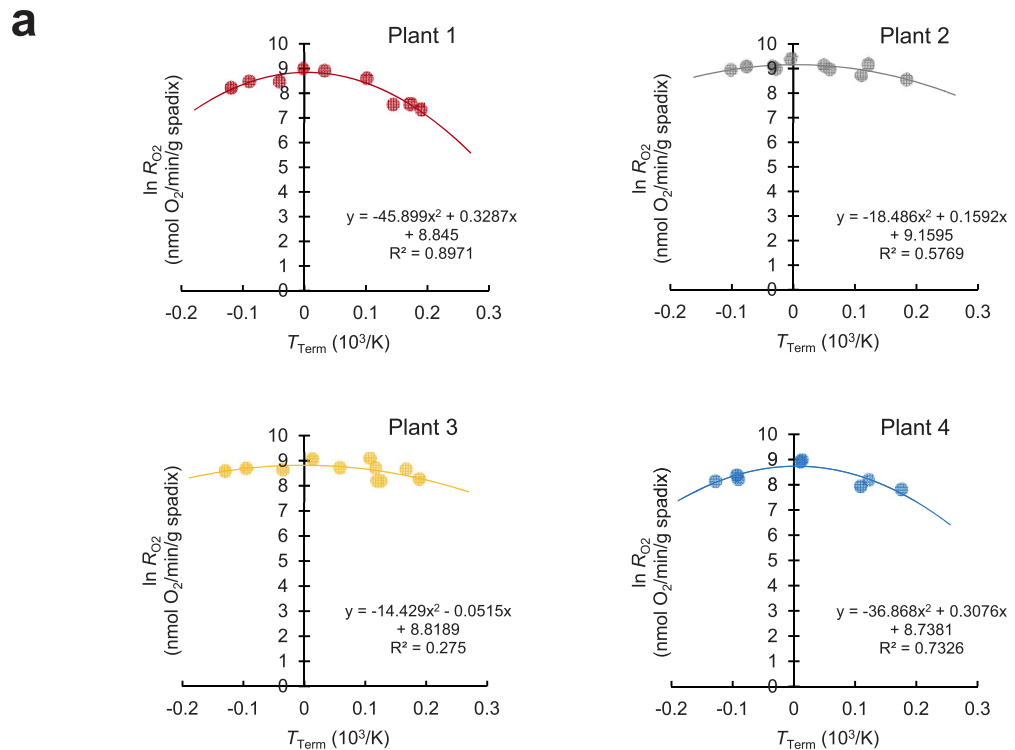 a
Plant 1
ln R_O2
(nmol O2/min/g spadix)
10
9
8
7
6
5
4
3
2
1
0
y = -45.899x² + 0.3287x
+ 8.845
R² = 0.8971
-0.2 -0.1 0 0.1 0.2 0.3
T_Term (10³/K)
Plant 2
ln R_O2
(nmol O2/min/g spadix)
10
9
8
7
6
5
4
3
2
1
0
y = -18.486x² + 0.1592x
+ 9.1595
R² = 0.5769
-0.2 -0.1 0 0.1 0.2 0.3
T_Term (10³/K)
Plant 3
ln R_O2
(nmol O2/min/g spadix)
10
9
8
7
6
5
4
3
2
1
0
y = -14.429x² - 0.0515x
+ 8.8189
R² = 0.275
-0.2 -0.1 0 0.1 0.2 0.3
T_Term (10³/K)
Plant 4
ln R_O2
(nmol O2/min/g spadix)
10
9
8
7
6
5
4
3
2
1
0
y = -36.868x² + 0.3076x
+ 8.7381
R² = 0.7326
-0.2 -0.1 0 0.1 0.2 0.3
T_Term (10³/K)